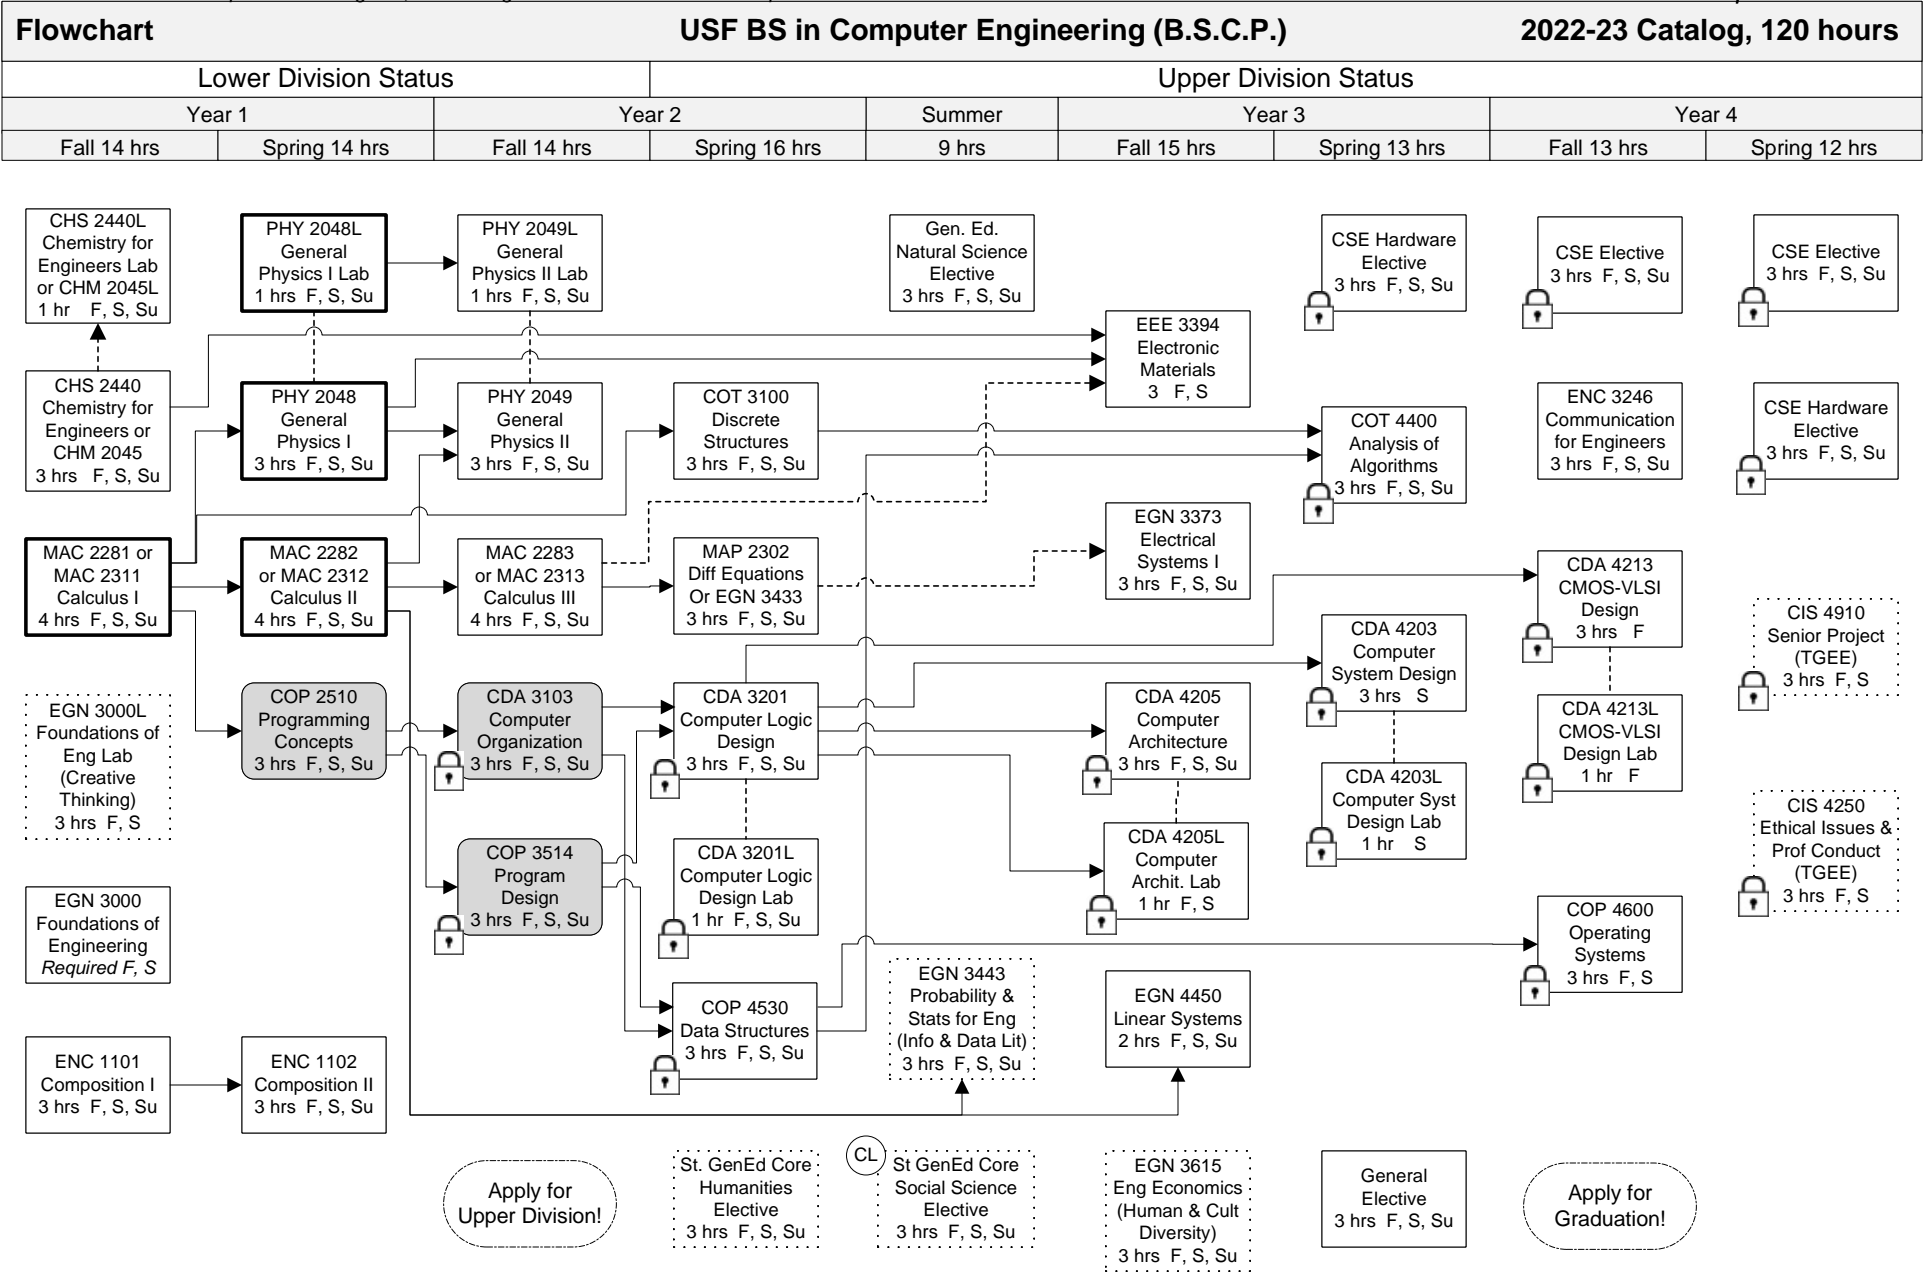 Flowchart
USF BS in Computer Engineering (B.S.C.P.)
2022-23 Catalog, 120 hours
Lower Division Status
Upper Division Status
Year 1
Year 2
Summer
Year 3
Year 4
Fall 14 hrs
Spring 14 hrs
Fall 14 hrs
Spring 16 hrs
9 hrs
Fall 15 hrs
Spring 13 hrs
Fall 13 hrs
Spring 12 hrs
CHS 2440L
Chemistry for
Engineers Lab
or CHM 2045L
1 hr F, S, Su
CHS 2440
Chemistry for
Engineers or
CHM 2045
3 hrs F, S, Su
MAC 2281 or
MAC 2311
Calculus I
4 hrs F, S, Su
EGN 3000L
Foundations of
Eng Lab
(Creative
Thinking)
3 hrs F, S
EGN 3000
Foundations of
Engineering
Required F, S
ENC 1101
Composition I
3 hrs F, S, Su
PHY 2048L
General
Physics I Lab
1 hrs F, S, Su
PHY 2048
General
Physics I
3 hrs F, S, Su
MAC 2282
or MAC 2312
Calculus II
4 hrs F, S, Su
COP 2510
Programming
Concepts
3 hrs F, S, Su
ENC 1102
Composition II
3 hrs F, S, Su
PHY 2049L
General
Physics II Lab
1 hrs F, S, Su
PHY 2049
General
Physics II
3 hrs F, S, Su
MAC 2283
or MAC 2313
Calculus III
4 hrs F, S, Su
CDA 3103
Computer
Organization
3 hrs F, S, Su
COP 3514
Program
Design
3 hrs F, S, Su
Apply for
Upper Division!
COT 3100
Discrete
Structures
3 hrs F, S, Su
MAP 2302
Diff Equations
Or EGN 3433
3 hrs F, S, Su
CDA 3201
Computer Logic
Design
3 hrs F, S, Su
CDA 3201L
Computer Logic
Design Lab
1 hr F, S, Su
COP 4530
Data Structures
3 hrs F, S, Su
St. GenEd Core
Humanities
Elective
3 hrs F, S, Su
Gen. Ed.
Natural Science
Elective
3 hrs F, S, Su
EGN 3443
Probability &
Stats for Eng
(Info & Data Lit)
3 hrs F, S, Su
CL
St GenEd Core
Social Science
Elective
3 hrs F, S, Su
EEE 3394
Electronic
Materials
3 F, S
EGN 3373
Electrical
Systems I
3 hrs F, S, Su
CDA 4205
Computer
Architecture
3 hrs F, S, Su
CDA 4205L
Computer
Archit. Lab
1 hr F, S
EGN 4450
Linear Systems
2 hrs F, S, Su
EGN 3615
Eng Economics
(Human & Cult
Diversity)
3 hrs F, S, Su
CSE Hardware
Elective
3 hrs F, S, Su
COT 4400
Analysis of
Algorithms
3 hrs F, S, Su
CDA 4203
Computer
System Design
3 hrs S
CDA 4203L
Computer Syst
Design Lab
1 hr S
General
Elective
3 hrs F, S, Su
CSE Elective
3 hrs F, S, Su
ENC 3246
Communication
for Engineers
3 hrs F, S, Su
CDA 4213
CMOS-VLSI
Design
3 hrs F
CDA 4213L
CMOS-VLSI
Design Lab
1 hr F
COP 4600
Operating
Systems
3 hrs F, S
Apply for
Graduation!
CSE Elective
3 hrs F, S, Su
CSE Hardware
Elective
3 hrs F, S, Su
CIS 4910
Senior Project
(TGEE)
3 hrs F, S
CIS 4250
Ethical Issues &
Prof Conduct
(TGEE)
3 hrs F, S